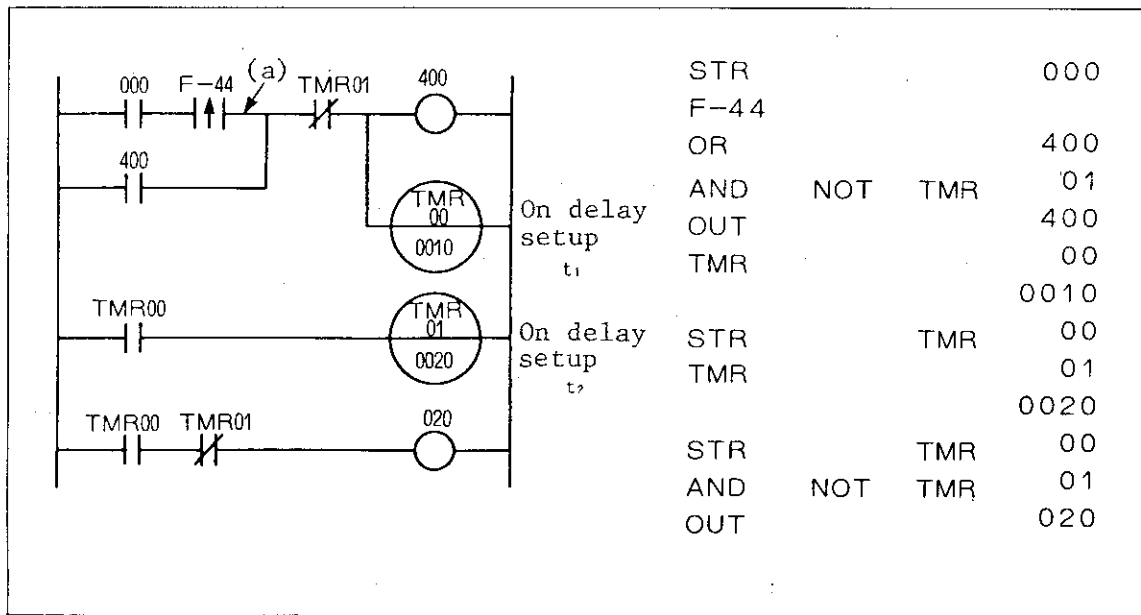 000 F-44 (a) TMR01 400
400
TMR
00
0010
On delay
setup
t₁
TMR00
TMR
01
0020
On delay
setup
t₂
TMR00 TMR01 020
STR 000
F-44
OR 400
AND NOT TMR 01
OUT 400
TMR 00
0010
STR TMR 00
TMR 01
0020
STR TMR 00
AND NOT TMR 01
OUT 020